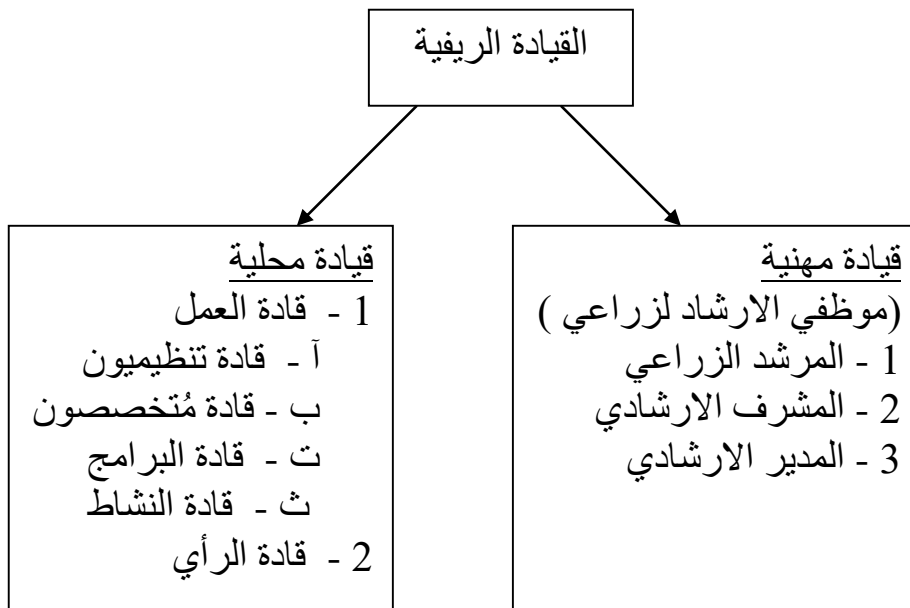 القيادة الريفية
قيادة مهنية
(موظفي الارشاد لزراعي )
1 - المرشد الزراعي
2 - المشرف الارشادي
3 - المدير الارشادي
قيادة محلية
1 - قادة العمل
آ - قادة تنظيميون
ب - قادة مُتخصصون
ت - قادة البرامج
ث - قادة النشاط
2 - قادة الرأي